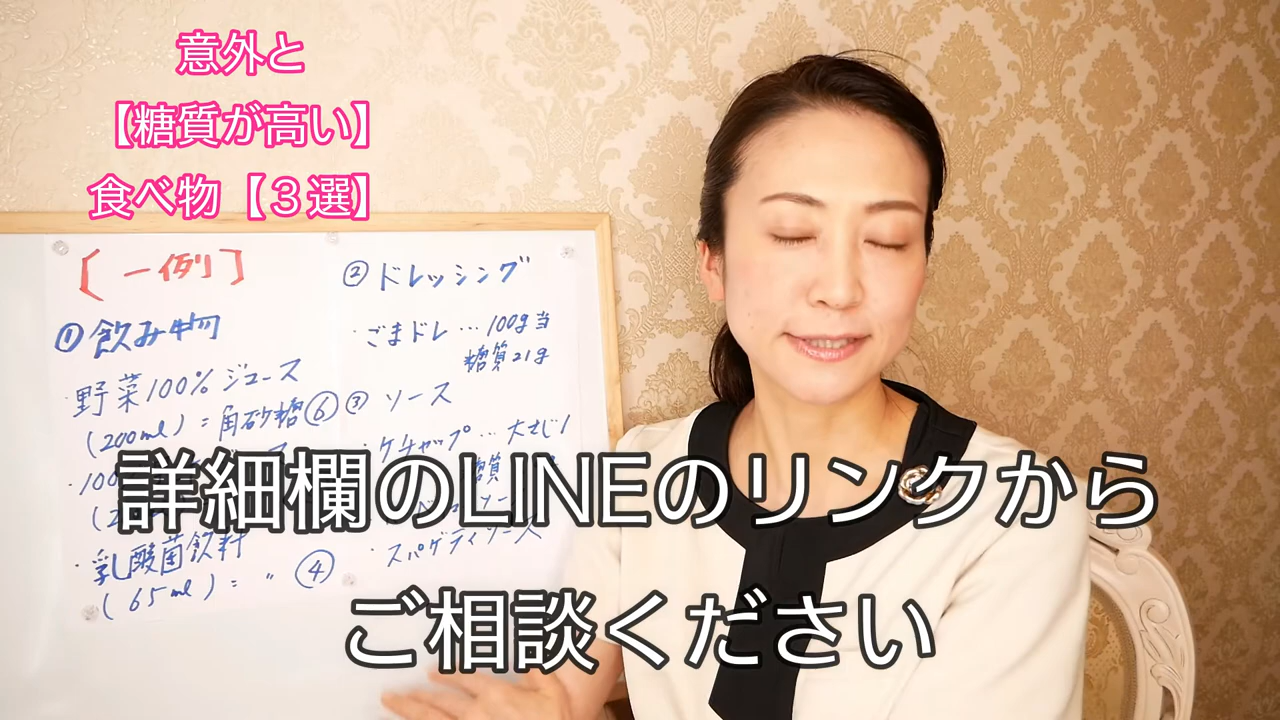 意外と
【糖質が高い】
食べ物【３選】
【一例】
①飲み物
・野菜100%ジュース
(200ml)=角砂糖⑥
・100
・乳酸菌飲料
(65ml)= 〃 ④
②ドレッシング
・ごまドレ…100g当
糖質21g
③ ソース
・ケチャップ…大さじ1
・スパゲティソース
詳細欄のLINEのリンクから
ご相談ください